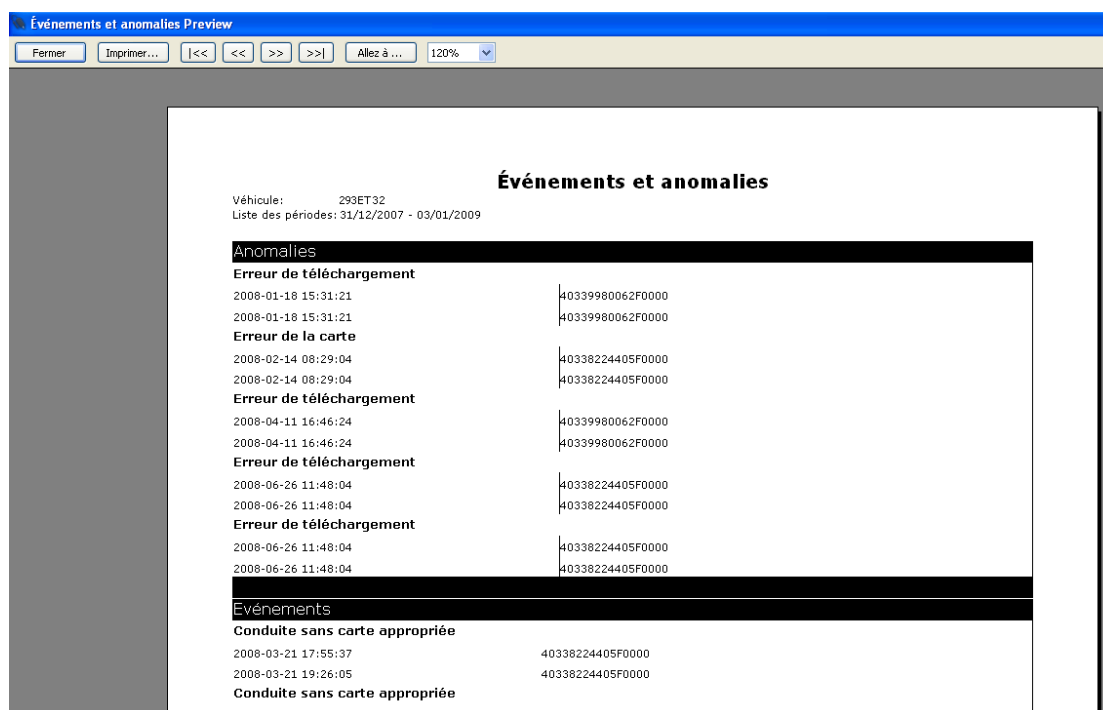 Événements et anomalies Preview
Fermer Imprimer... |<< << >> >>| Allez à ... 120%
Événements et anomalies
Véhicule: 293ET32
Liste des périodes: 31/12/2007 - 03/01/2009
Anomalies
Erreur de téléchargement
2008-01-18 15:31:21 40339980062F0000
2008-01-18 15:31:21 40339980062F0000
Erreur de la carte
2008-02-14 08:29:04 40338224405F0000
2008-02-14 08:29:04 40338224405F0000
Erreur de téléchargement
2008-04-11 16:46:24 40339980062F0000
2008-04-11 16:46:24 40339980062F0000
Erreur de téléchargement
2008-06-26 11:48:04 40338224405F0000
2008-06-26 11:48:04 40338224405F0000
Erreur de téléchargement
2008-06-26 11:48:04 40338224405F0000
2008-06-26 11:48:04 40338224405F0000
Evénements
Conduite sans carte appropriée
2008-03-21 17:55:37 40338224405F0000
2008-03-21 19:26:05 40338224405F0000
Conduite sans carte appropriée